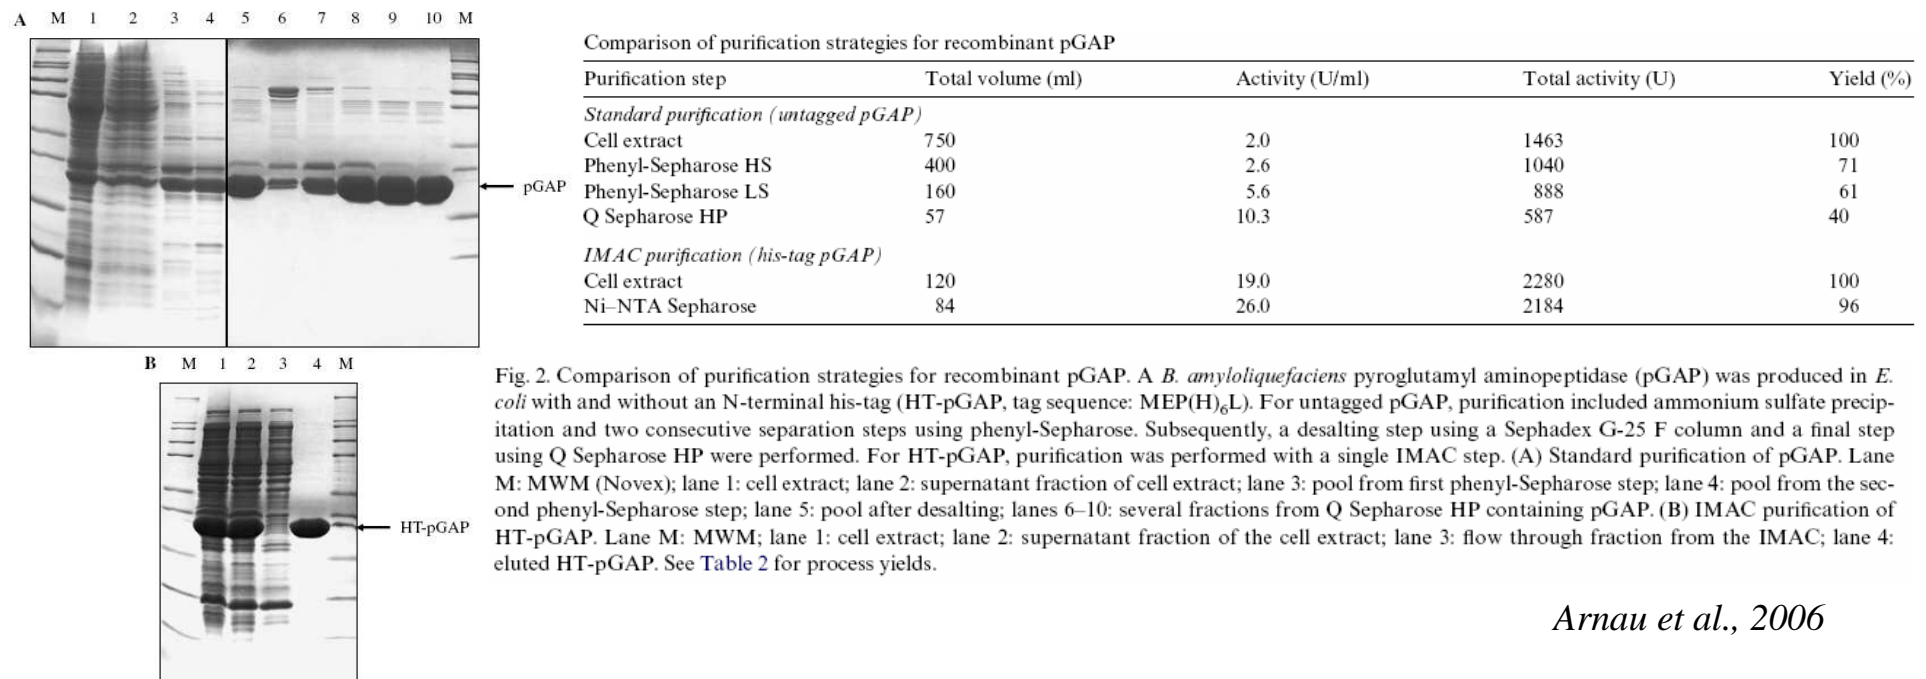 A M 1 2 3 4 5 6 7 8 9 10 M
pGAP
B M 1 2 3 4 M
HT-pGAP
Comparison of purification strategies for recombinant pGAP
Purification step Total volume (ml) Activity (U/ml) Total activity (U) Yield (%)
Standard purification (untagged pGAP)
Cell extract 750 2.0 1463 100
Phenyl-Sepharose HS 400 2.6 1040 71
Phenyl-Sepharose LS 160 5.6 888 61
Q Sepharose HP 57 10.3 587 40
IMAC purification (his-tag pGAP)
Cell extract 120 19.0 2280 100
Ni–NTA Sepharose 84 26.0 2184 96
Fig. 2. Comparison of purification strategies for recombinant pGAP. A B. amyloliquefaciens pyroglutamyl aminopeptidase (pGAP) was produced in E.
coli with and without an N-terminal his-tag (HT-pGAP, tag sequence: MEP(H)₆L). For untagged pGAP, purification included ammonium sulfate precip-
itation and two consecutive separation steps using phenyl-Sepharose. Subsequently, a desalting step using a Sephadex G-25 F column and a final step
using Q Sepharose HP were performed. For HT-pGAP, purification was performed with a single IMAC step. (A) Standard purification of pGAP. Lane
M: MWM (Novex); lane 1: cell extract; lane 2: supernatant fraction of cell extract; lane 3: pool from first phenyl-Sepharose step; lane 4: pool from the sec-
ond phenyl-Sepharose step; lane 5: pool after desalting; lanes 6–10: several fractions from Q Sepharose HP containing pGAP. (B) IMAC purification of
HT-pGAP. Lane M: MWM; lane 1: cell extract; lane 2: supernatant fraction of the cell extract; lane 3: flow through fraction from the IMAC; lane 4:
eluted HT-pGAP. See Table 2 for process yields.
Arnau et al., 2006